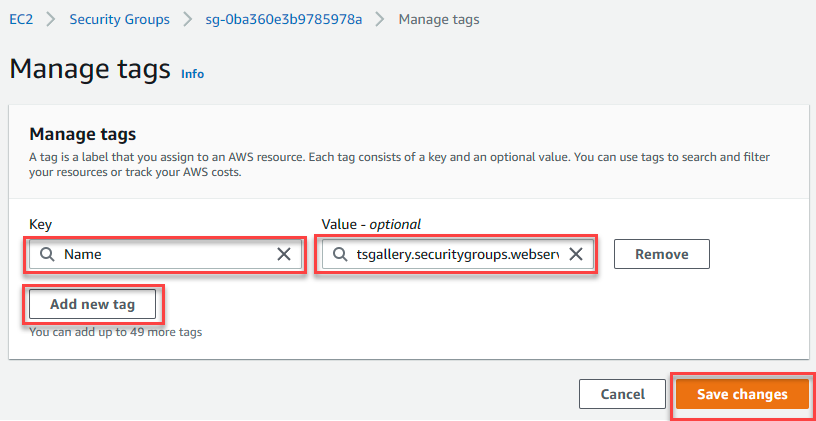 EC2 > Security Groups > sg-0ba360e3b9785978a > Manage tags
Manage tags Info
Manage tags
A tag is a label that you assign to an AWS resource. Each tag consists of a key and an optional value. You can use tags to search and filter
your resources or track your AWS costs.
Key Value - optional
Name tsgallery.securitygroups.webserv Remove
Add new tag
You can add up to 49 more tags
Cancel Save changes